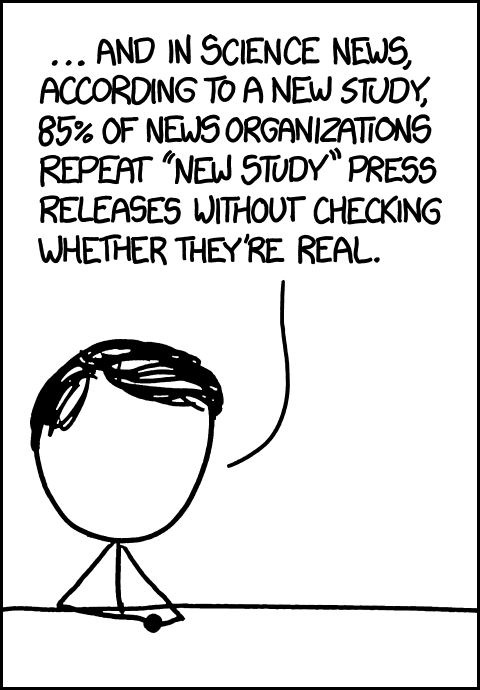 ... AND IN SCIENCE NEWS,
ACCORDING TO A NEW STUDY,
85% OF NEWS ORGANIZATIONS
REPEAT "NEW STUDY" PRESS
RELEASES WITHOUT CHECKING
WHETHER THEY'RE REAL.